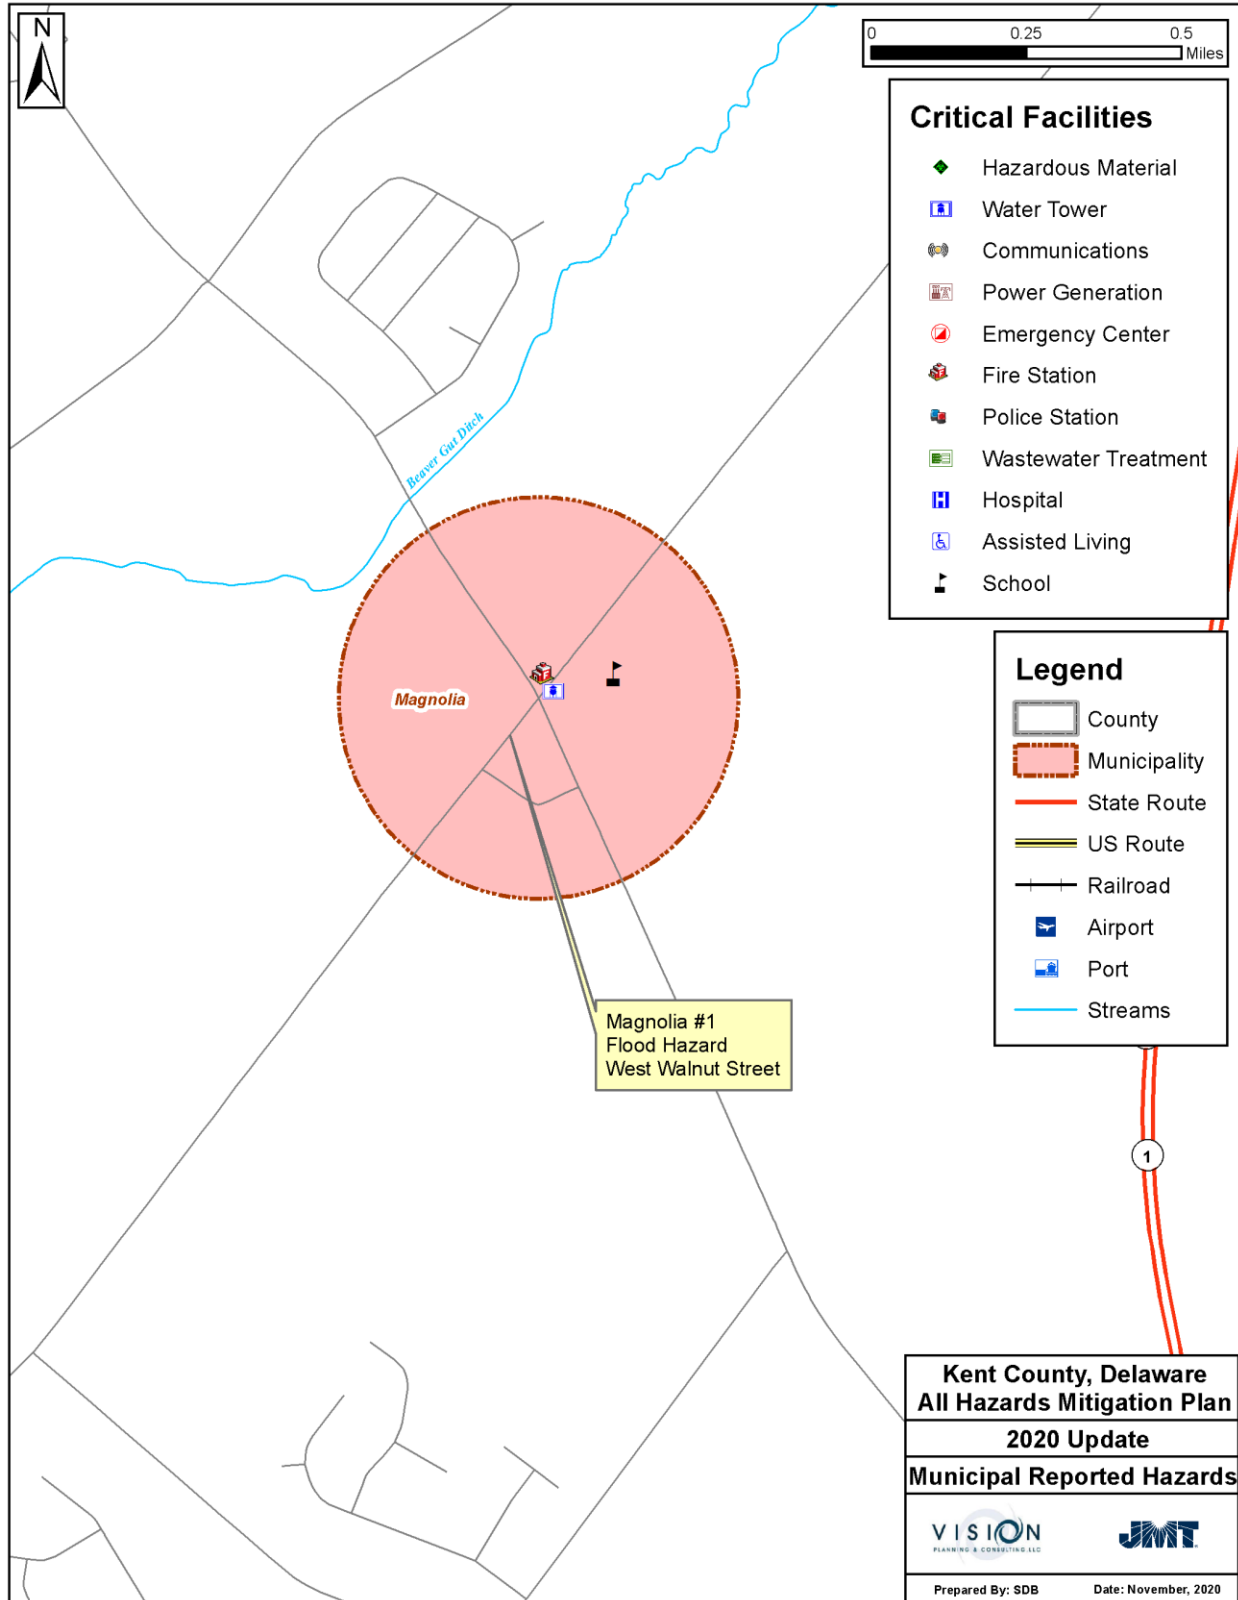 N
0 0.25 0.5
Miles
Critical Facilities
Hazardous Material
Water Tower
Communications
Power Generation
Emergency Center
Fire Station
Police Station
Wastewater Treatment
Hospital
Assisted Living
School
Legend
County
Municipality
State Route
US Route
Railroad
Airport
Port
Streams
Beaver Gut Ditch
Magnolia
Magnolia #1
Flood Hazard
West Walnut Street
1
Kent County, Delaware
All Hazards Mitigation Plan
2020 Update
Municipal Reported Hazards
VISION
PLANNING & CONSULTING, LLC
JMT
Prepared By: SDB Date: November, 2020